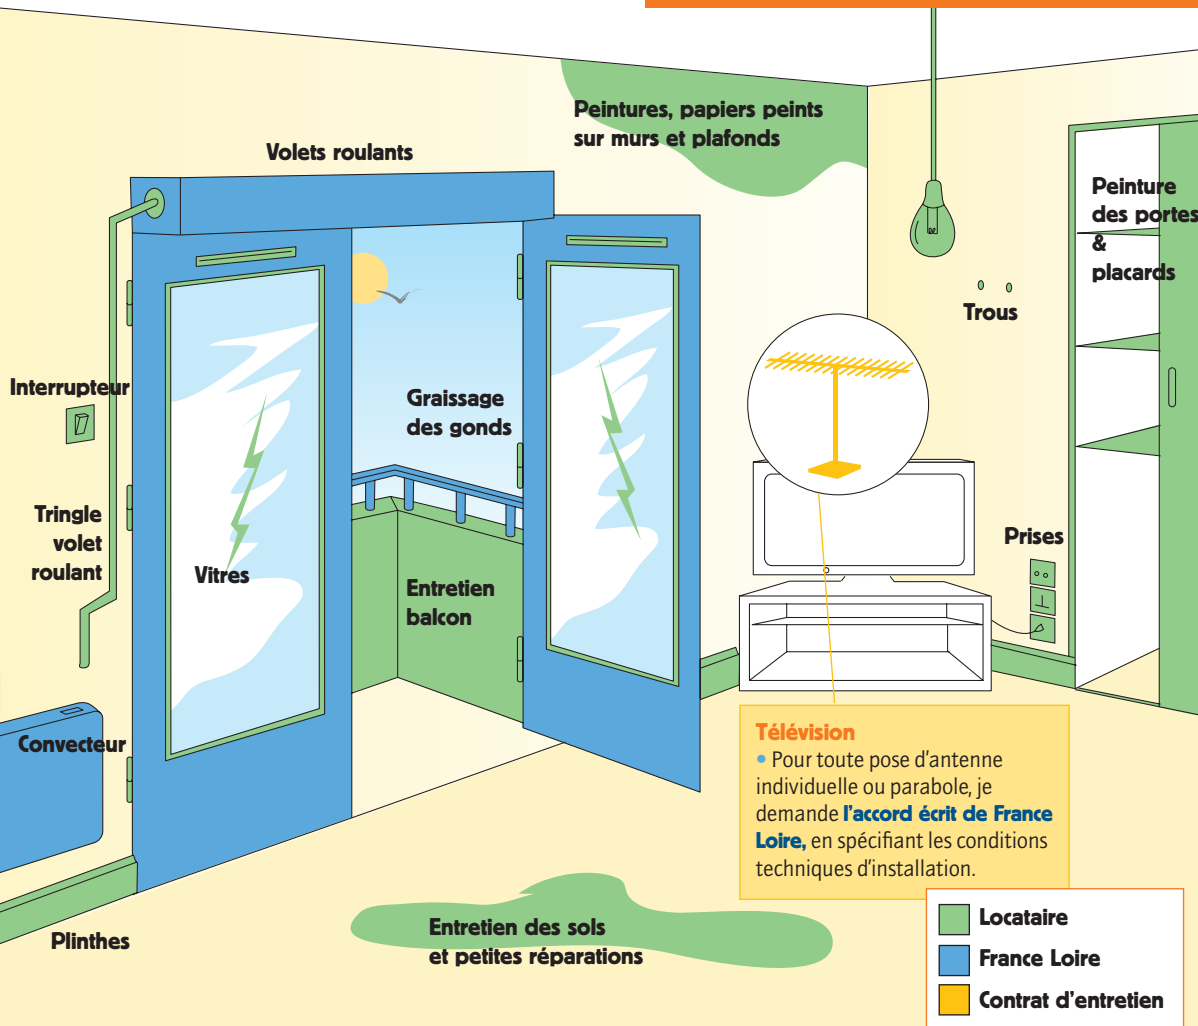 Peintures, papiers peints
sur murs et plafonds
Volets roulants
Peinture
des portes
&
placards
Trous
Interrupteur
Graissage
des gonds
Tringle
volet
roulant
Prises
Vitres
Entretien
balcon
Convecteur
Télévision
• Pour toute pose d'antenne
individuelle ou parabole, je
demande l'accord écrit de France
Loire, en spécifiant les conditions
techniques d'installation.
Entretien des sols
et petites réparations
Plinthes
Locataire
France Loire
Contrat d'entretien